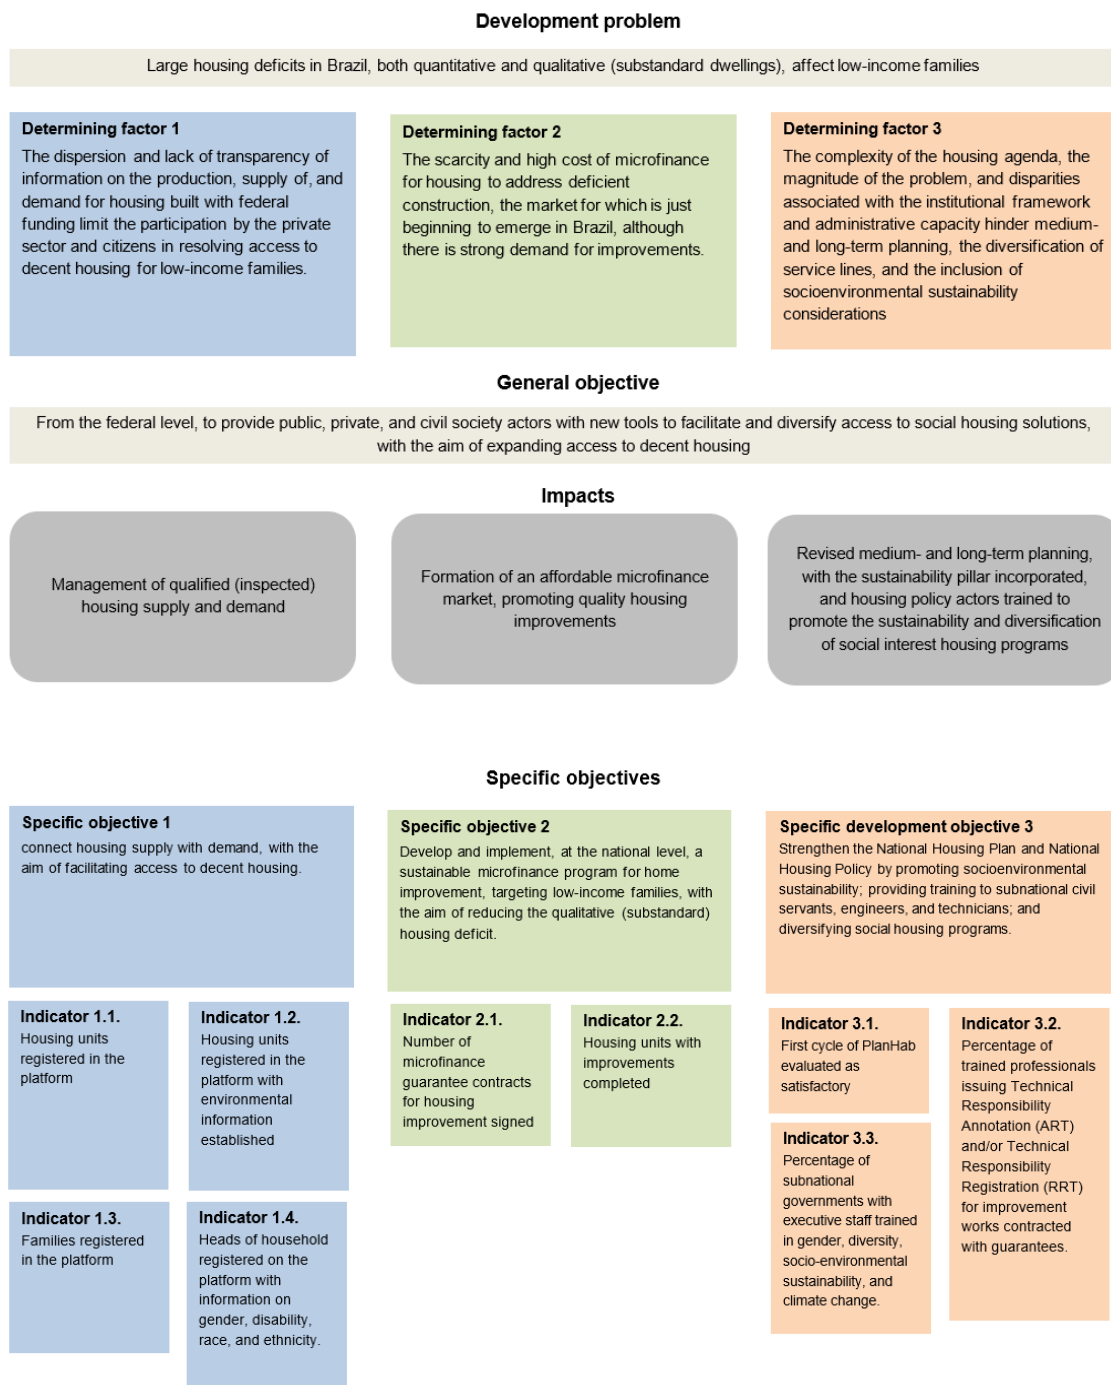 Development problem
Large housing deficits in Brazil, both quantitative and qualitative (substandard dwellings), affect low-income families
Determining factor 1
The dispersion and lack of transparency of
information on the production, supply of, and
demand for housing built with federal
funding limit the participation by the private
sector and citizens in resolving access to
decent housing for low-income families.
Determining factor 2
The scarcity and high cost of microfinance
for housing to address deficient
construction, the market for which is just
beginning to emerge in Brazil, although
there is strong demand for improvements.
Determining factor 3
The complexity of the housing agenda, the
magnitude of the problem, and disparities
associated with the institutional framework
and administrative capacity hinder medium-
and long-term planning, the diversification of
service lines, and the inclusion of
socioenvironmental sustainability
considerations
General objective
From the federal level, to provide public, private, and civil society actors with new tools to facilitate and diversify access to social housing solutions,
with the aim of expanding access to decent housing
Impacts
Management of qualified (inspected)
housing supply and demand
Formation of an affordable microfinance
market, promoting quality housing
improvements
Revised medium- and long-term planning,
with the sustainability pillar incorporated,
and housing policy actors trained to
promote the sustainability and diversification
of social interest housing programs
Specific objectives
Specific objective 1
connect housing supply with demand, with the
aim of facilitating access to decent housing.
Specific objective 2
Develop and implement, at the national level, a
sustainable microfinance program for home
improvement, targeting low-income families, with
the aim of reducing the qualitative (substandard)
housing deficit.
Specific development objective 3
Strengthen the National Housing Plan and National
Housing Policy by promoting socioenvironmental
sustainability; providing training to subnational civil
servants, engineers, and technicians; and
diversifying social housing programs.
Indicator 1.1.
Housing units
registered in the
platform
Indicator 1.2.
Housing units
registered in the
platform with
environmental
information
established
Indicator 2.1.
Number of
microfinance
guarantee contracts
for housing
improvement signed
Indicator 2.2.
Housing units with
improvements
completed
Indicator 3.1.
First cycle of PlanHab
evaluated as
satisfactory
Indicator 3.2.
Percentage of
trained professionals
issuing Technical
Responsibility
Annotation (ART)
and/or Technical
Responsibility
Registration (RRT)
for improvement
works contracted
with guarantees.
Indicator 1.3.
Families registered
in the platform
Indicator 1.4.
Heads of household
registered on the
platform with
information on
gender, disability,
race, and ethnicity.
Indicator 3.3.
Percentage of
subnational
governments with
executive staff trained
in gender, diversity,
socio-environmental
sustainability, and
climate change.